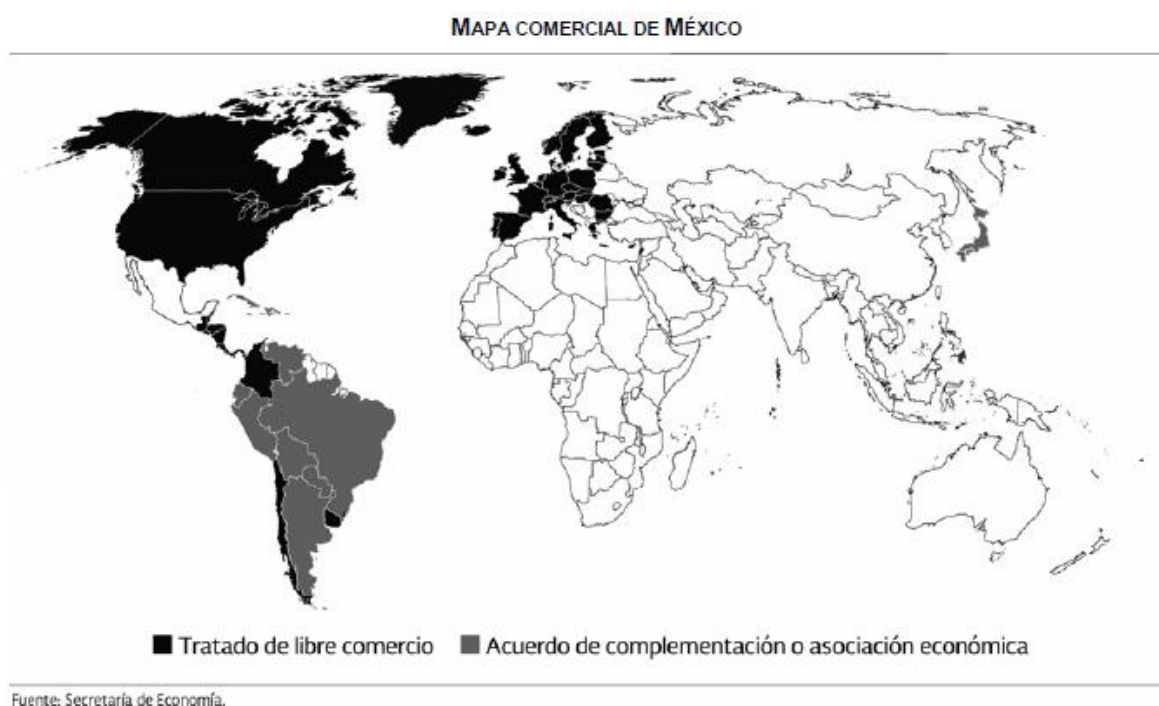 MAPA COMERCIAL DE MÉXICO
Tratado de libre comercio
Acuerdo de complementación o asociación económica
Fuente: Secretaría de Economía.